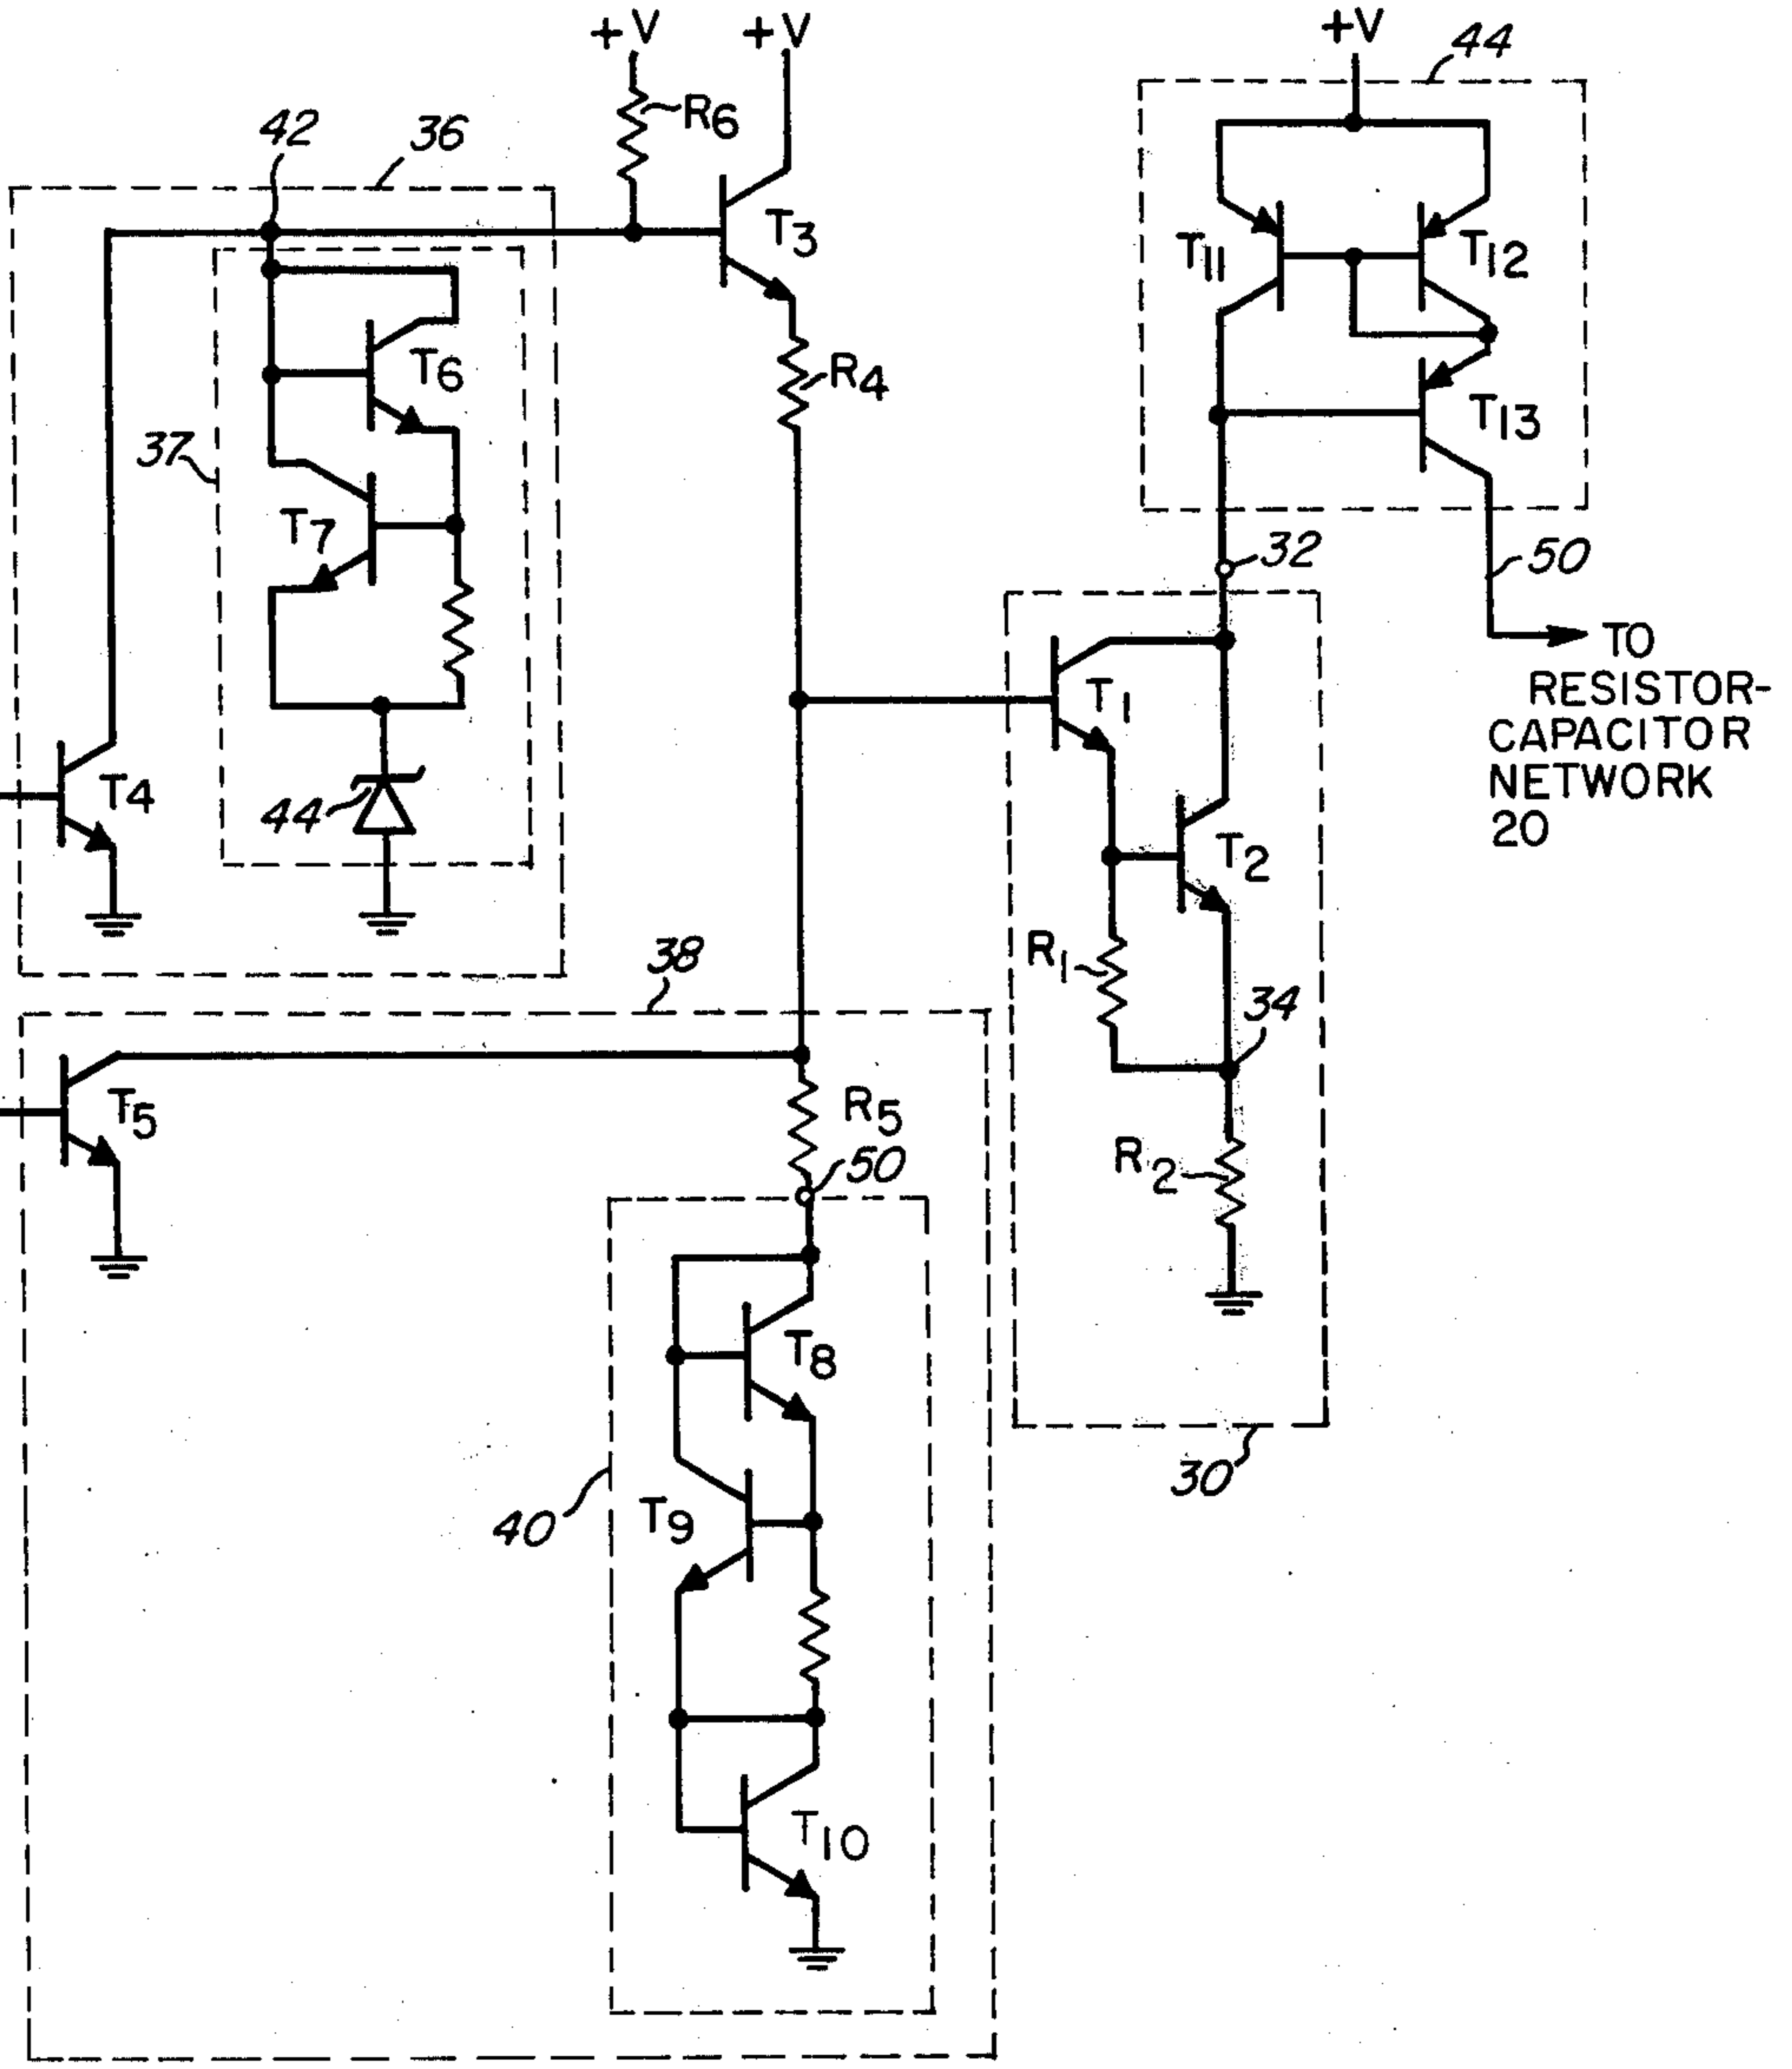 +V +V +V
44
R6
42 36
T3
T11 T12
T6
R4
T13
37
T7
32
50
TO
RESISTOR-
CAPACITOR
NETWORK
20
T1
T4
44
T2
R1
38
34
T5
R5
R2
50
T8
30
40
T9
T10